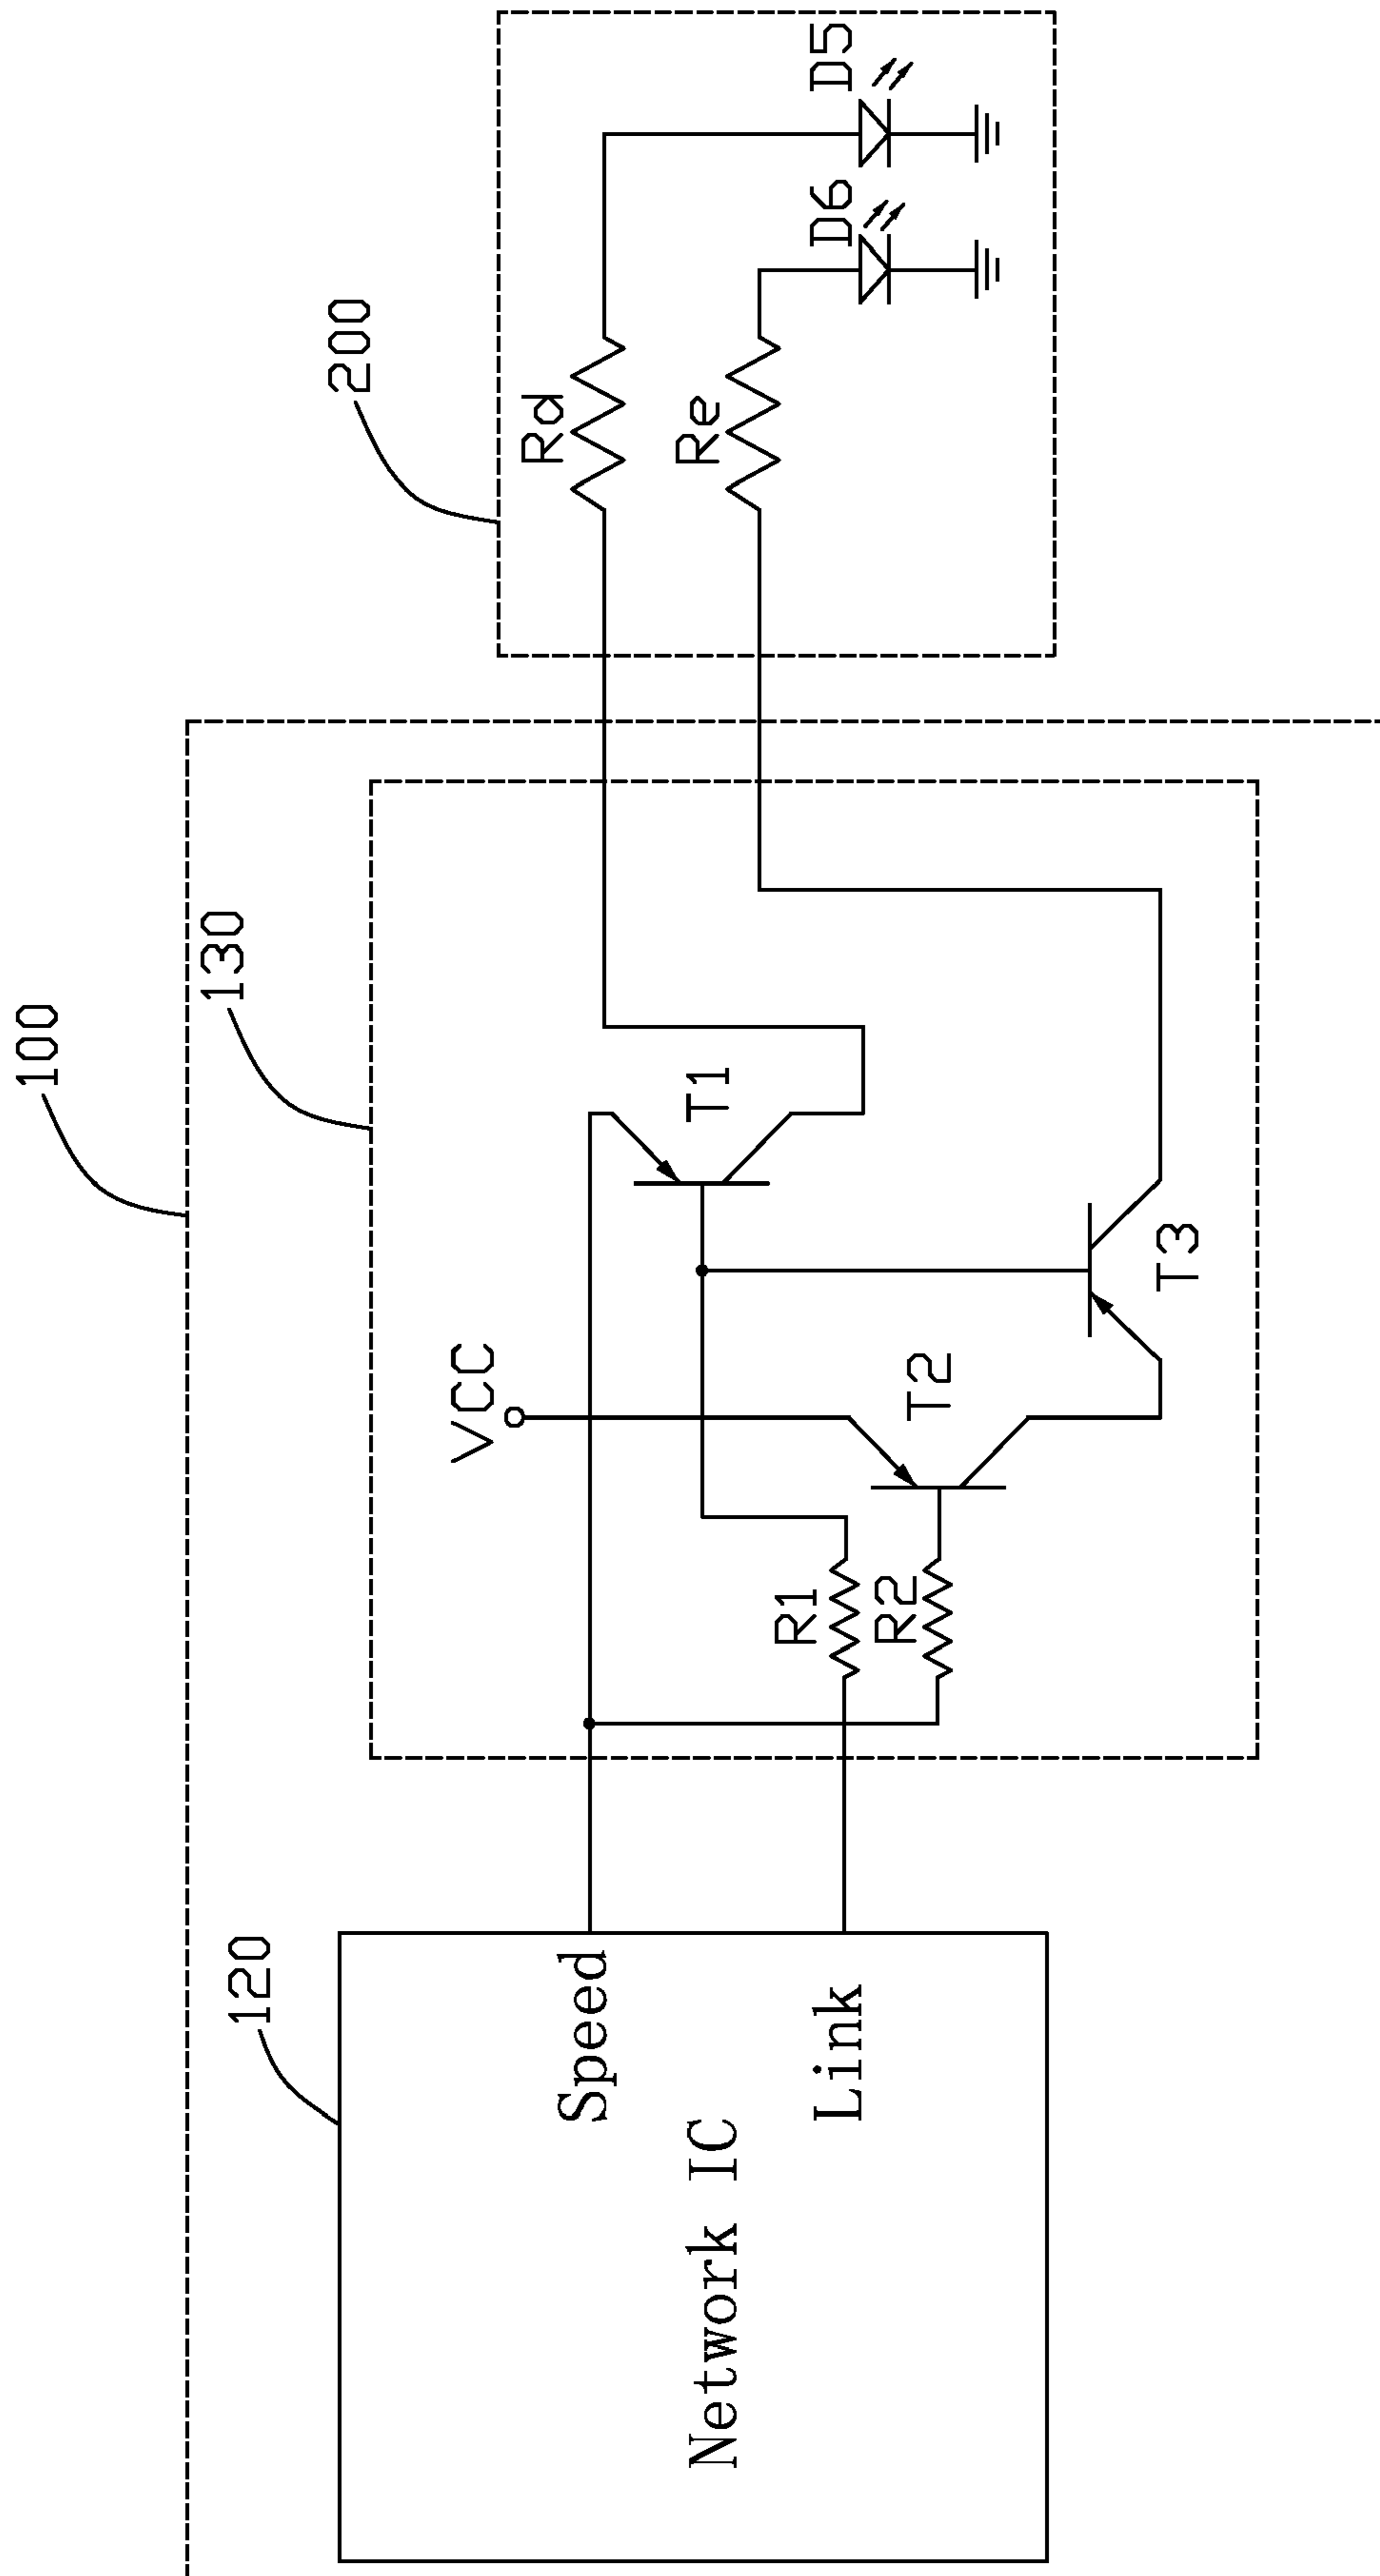 100
130
200
120
VCC
T1
T2
T3
R1
R2
Rd
Re
D5
D6
Speed
Network IC
Link